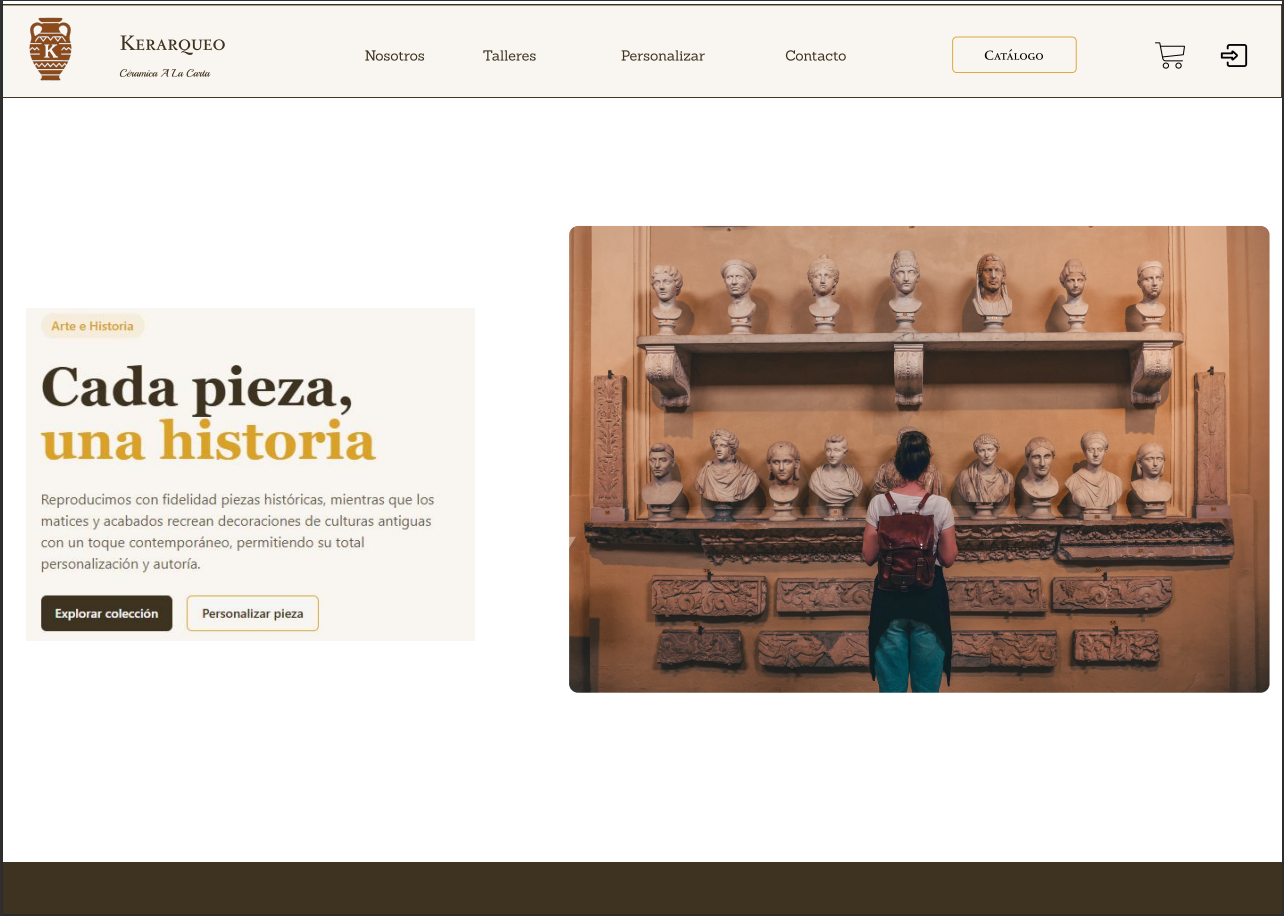 K
KERARQUEO
Céramica A La Carta
Nosotros
Talleres
Personalizar
Contacto
CATÁLOGO
Arte e Historia
Cada pieza,
una historia
Reproducimos con fidelidad piezas históricas, mientras que los
matices y acabados recrean decoraciones de culturas antiguas
con un toque contemporáneo, permitiendo su total
personalización y autoría.
Explorar colección
Personalizar pieza